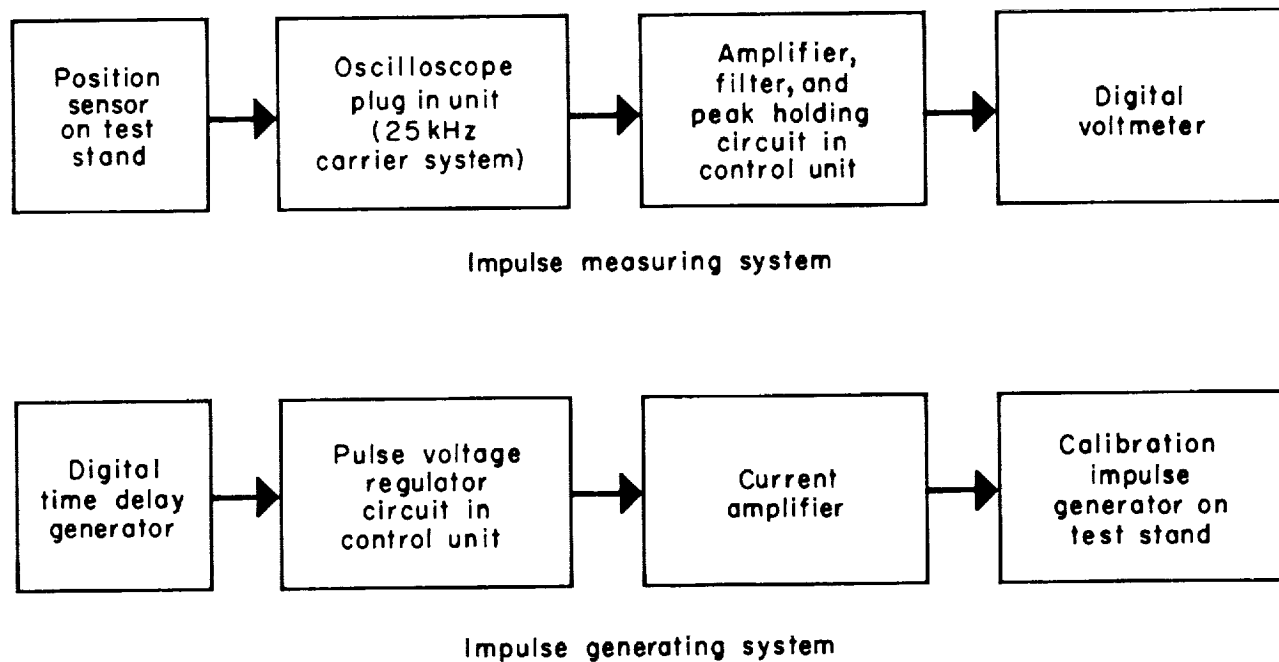 Position
sensor
on test
stand
Oscilloscope
plug in unit
(25 kHz
carrier system)
Amplifier,
filter, and
peak holding
circuit in
control unit
Digital
voltmeter
Impulse measuring system
Digital
time delay
generator
Pulse voltage
regulator
circuit in
control unit
Current
amplifier
Calibration
impulse
generator on
test stand
Impulse generating system